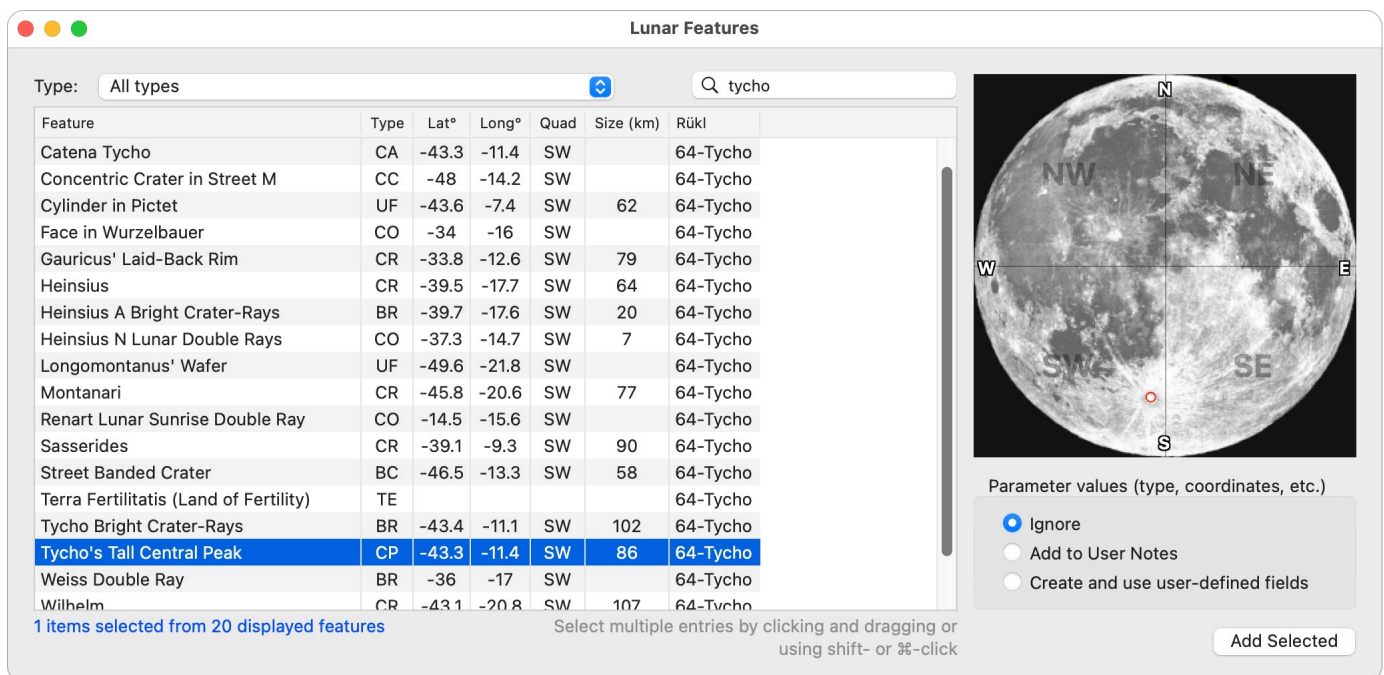 Lunar Features
Type: All types
tycho
Feature Type Lat° Long° Quad Size (km) Rükl
Catena Tycho CA -43.3 -11.4 SW 64-Tycho
Concentric Crater in Street M CC -48 -14.2 SW 64-Tycho
Cylinder in Pictet UF -43.6 -7.4 SW 62 64-Tycho
Face in Wurzelbauer CO -34 -16 SW 64-Tycho
Gauricus' Laid-Back Rim CR -33.8 -12.6 SW 79 64-Tycho
Heinsius CR -39.5 -17.7 SW 64 64-Tycho
Heinsius A Bright Crater-Rays BR -39.7 -17.6 SW 20 64-Tycho
Heinsius N Lunar Double Rays CO -37.3 -14.7 SW 7 64-Tycho
Longomontanus' Wafer UF -49.6 -21.8 SW 64-Tycho
Montanari CR -45.8 -20.6 SW 77 64-Tycho
Renart Lunar Sunrise Double Ray CO -14.5 -15.6 SW 64-Tycho
Sasserides CR -39.1 -9.3 SW 90 64-Tycho
Street Banded Crater BC -46.5 -13.3 SW 58 64-Tycho
Terra Fertilitatis (Land of Fertility) TE 64-Tycho
Tycho Bright Crater-Rays BR -43.4 -11.1 SW 102 64-Tycho
Tycho's Tall Central Peak CP -43.3 -11.4 SW 86 64-Tycho
Weiss Double Ray BR -36 -17 SW 64-Tycho
Wilhelm CR -43.1 -20.8 SW 107 64-Tycho
1 items selected from 20 displayed features
Select multiple entries by clicking and dragging or
using shift- or ⌘-click
N
NW NE
W E
SW SE
S
Parameter values (type, coordinates, etc.)
Ignore
Add to User Notes
Create and use user-defined fields
Add Selected